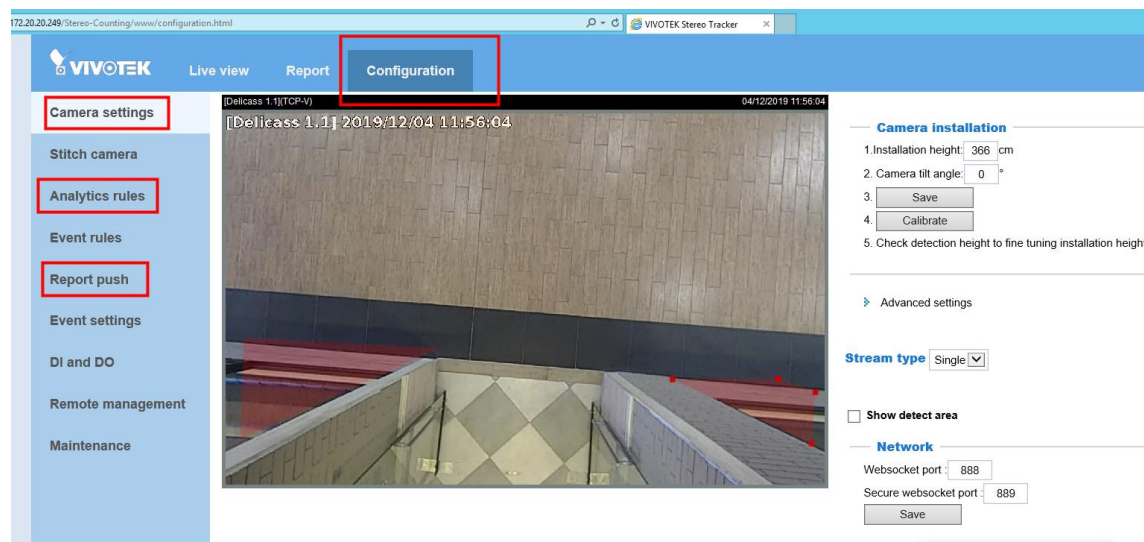 172.20.20.249/Stereo-Counting/www/configuration.html
VIVOTEK Stereo Tracker
VIVOTEK
Live view
Report
Configuration
Camera settings
Stitch camera
Analytics rules
Event rules
Report push
Event settings
DI and DO
Remote management
Maintenance
[Delicass 1.1](TCP-V)
04/12/2019 11:56:04
[Delicass 1.1] 2019/12/04 11:56:04
Camera installation
1.Installation height: 366 cm
2. Camera tilt angle: 0 °
3. Save
4. Calibrate
5. Check detection height to fine tuning installation height
Advanced settings
Stream type Single
Show detect area
Network
Websocket port : 888
Secure websocket port : 889
Save